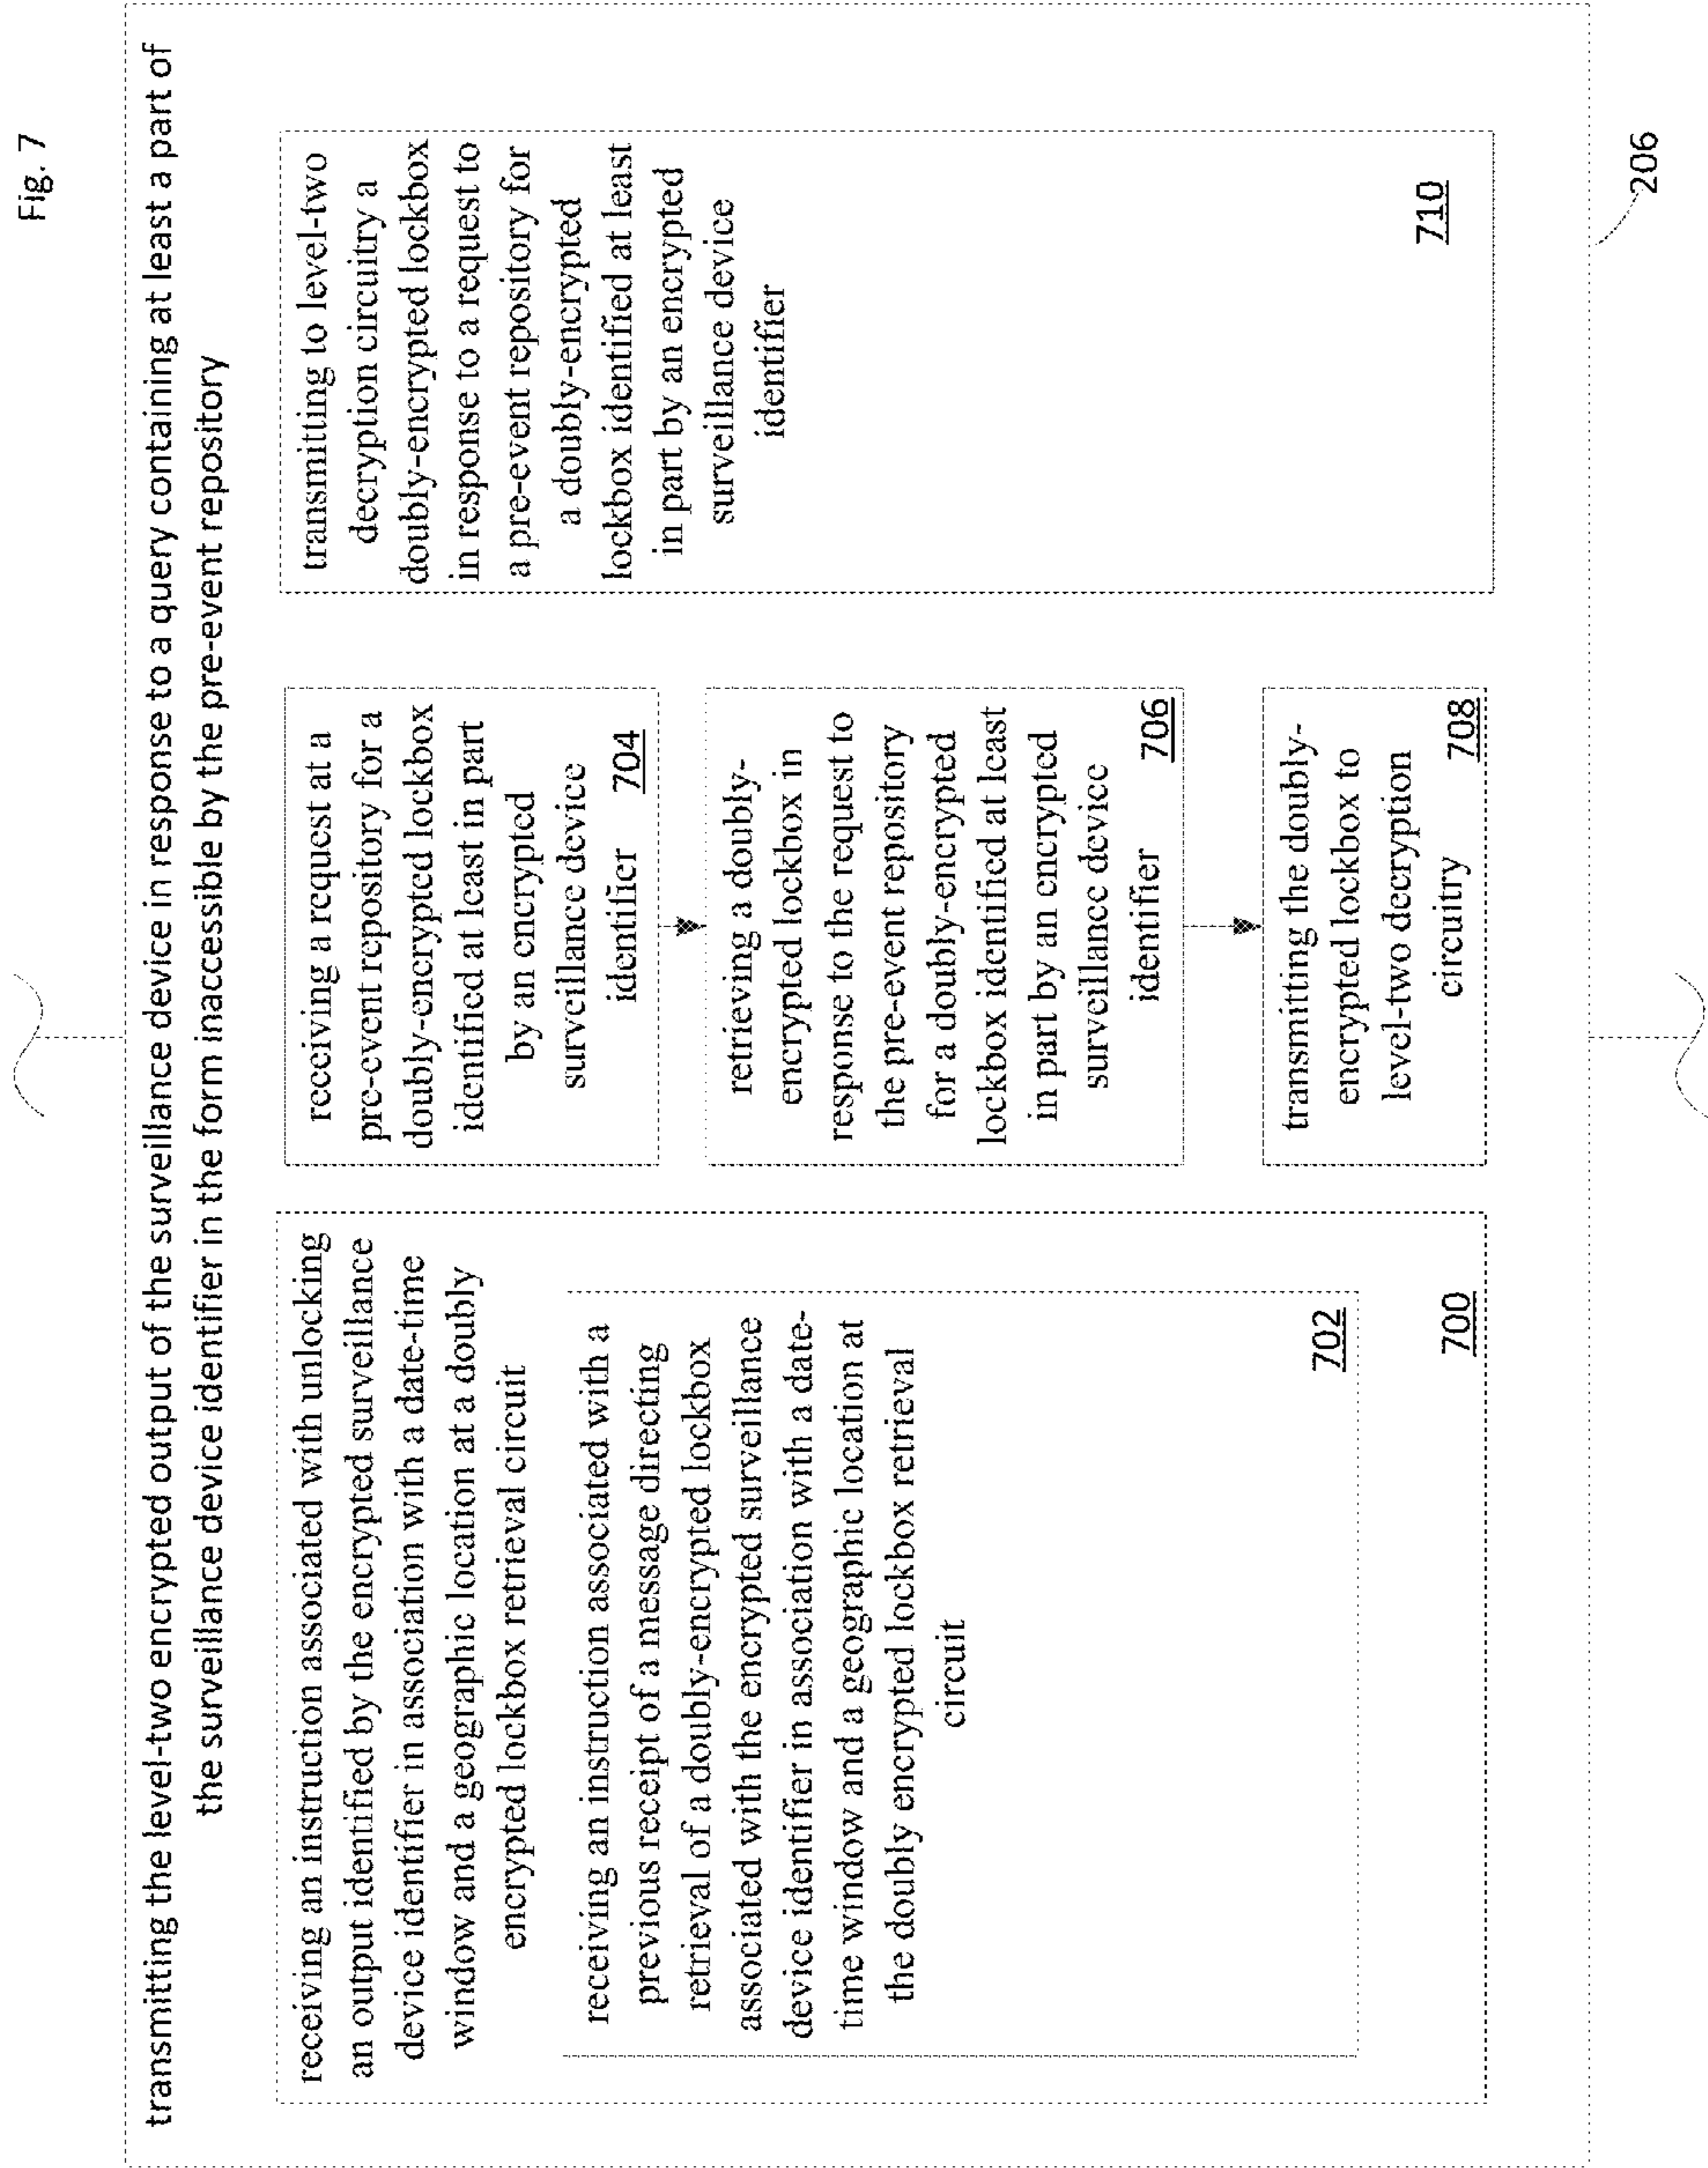 Fig. 7
transmitting the level-two encrypted output of the surveillance device in response to a query containing at least a part of
the surveillance device identifier in the form inaccessible by the pre-event repository
receiving an instruction associated with unlocking
an output identified by the encrypted surveillance
device identifier in association with a date-time
window and a geographic location at a doubly
encrypted lockbox retrieval circuit
receiving an instruction associated with a
previous receipt of a message directing
retrieval of a doubly-encrypted lockbox
associated with the encrypted surveillance
device identifier in association with a date-
time window and a geographic location at
the doubly encrypted lockbox retrieval
circuit
702
700
receiving a request at a
pre-event repository for a
doubly-encrypted lockbox
identified at least in part
by an encrypted
surveillance device
identifier 704
retrieving a doubly-
encrypted lockbox in
response to the request to
the pre-event repository
for a doubly-encrypted
lockbox identified at least
in part by an encrypted
surveillance device
identifier 706
transmitting the doubly-
encrypted lockbox to
level-two decryption
circuitry 708
transmitting to level-two
decryption circuitry a
doubly-encrypted lockbox
in response to a request to
a pre-event repository for
a doubly-encrypted
lockbox identified at least
in part by an encrypted
surveillance device
identifier
710
206